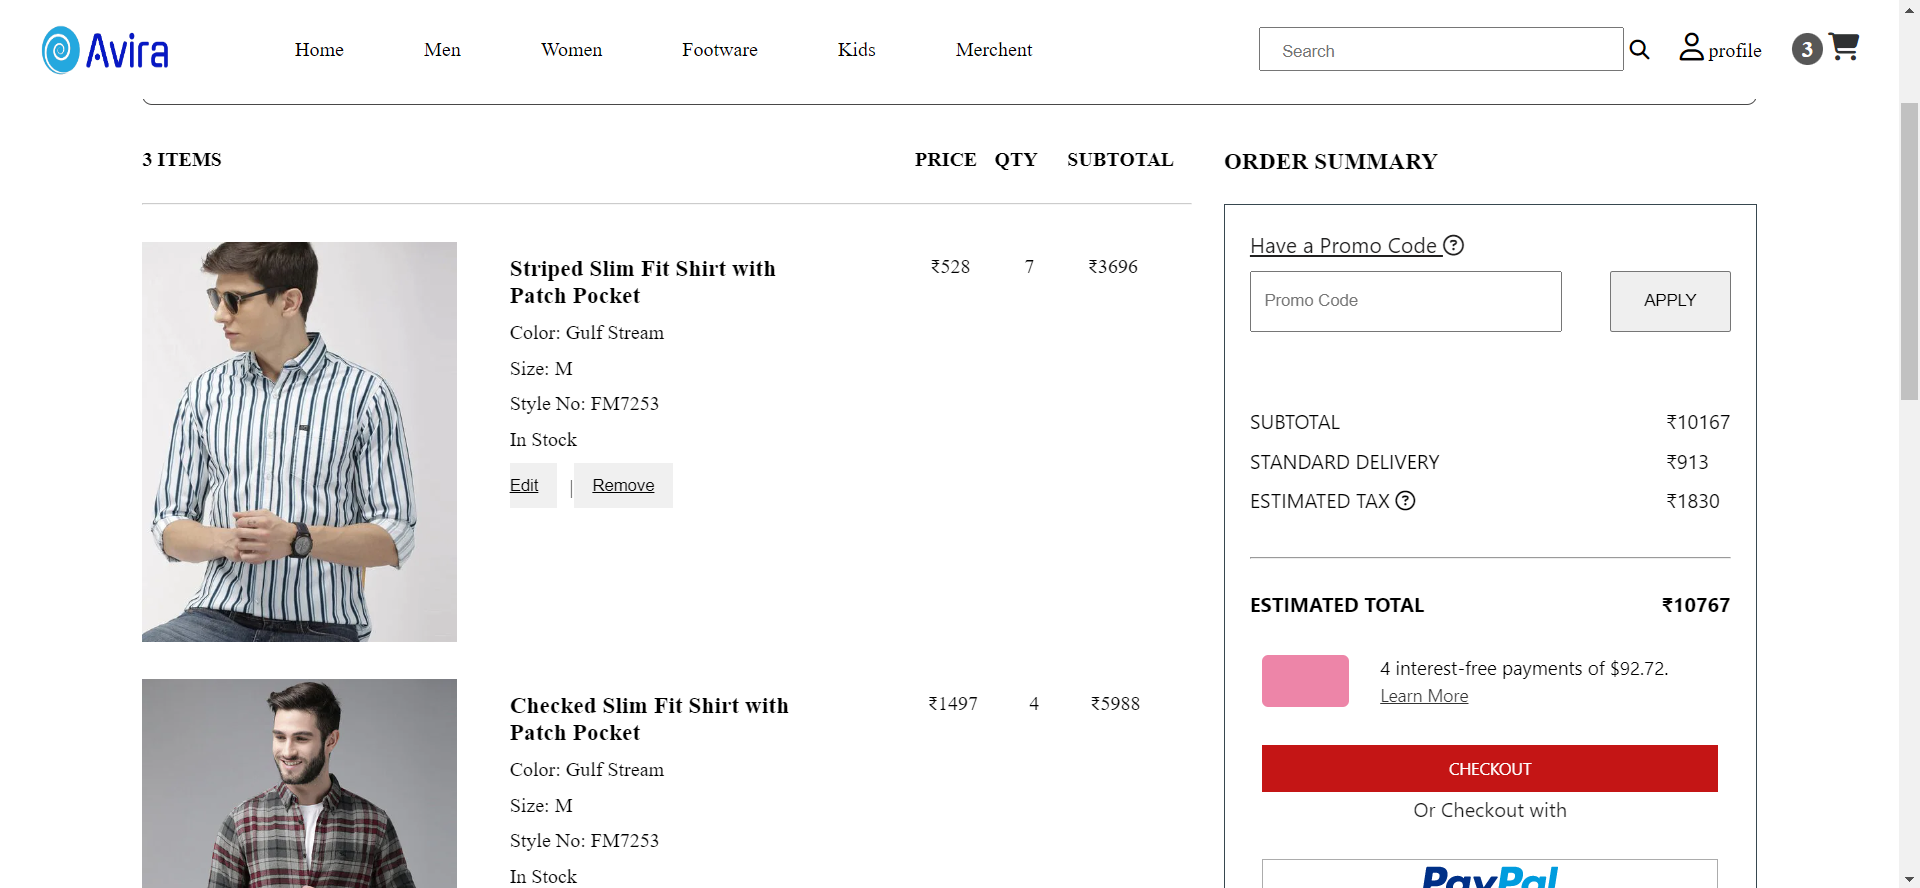 Avira
Home Men Women Footware Kids Merchent
Search
profile
3
3 ITEMS PRICE QTY SUBTOTAL
Striped Slim Fit Shirt with
Patch Pocket
₹528 7 ₹3696
Color: Gulf Stream
Size: M
Style No: FM7253
In Stock
Edit | Remove
Checked Slim Fit Shirt with
Patch Pocket
₹1497 4 ₹5988
Color: Gulf Stream
Size: M
Style No: FM7253
In Stock
ORDER SUMMARY
Have a Promo Code ?
Promo Code APPLY
SUBTOTAL ₹10167
STANDARD DELIVERY ₹913
ESTIMATED TAX ? ₹1830
ESTIMATED TOTAL ₹10767
4 interest-free payments of $92.72.
Learn More
CHECKOUT
Or Checkout with
PayPal